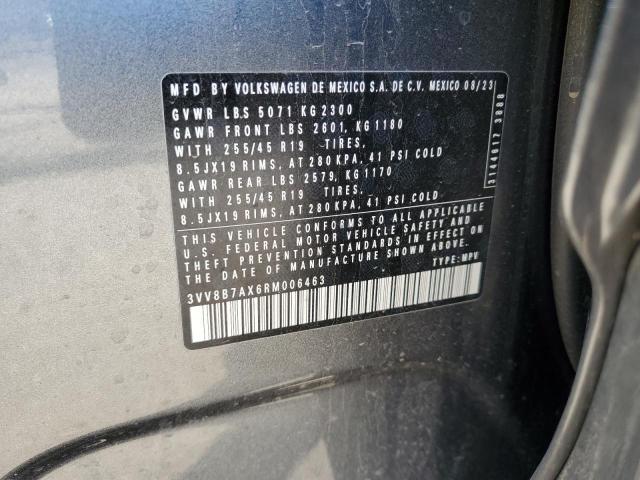 MFD BY VOLKSWAGEN DE MEXICO S.A. DE C.V. MEXICO 08/23
GVWR LBS 5071 KG 2300
GAWR FRONT LBS 2601, KG 1180
WITH 255/45 R19 TIRES,
8.5JX19 RIMS, AT 280 KPA, 41 PSI COLD
GAWR REAR LBS 2579, KG 1170
WITH 255/45 R19 TIRES.
8.5JX19 RIMS, AT 280 KPA, 41 PSI COLD
THIS VEHICLE CONFORMS TO ALL APPLICABLE
U.S. FEDERAL MOTOR VEHICLE SAFETY AND
THEFT PREVENTION STANDARDS IN EFFECT ON
THE DATE OF MANUFACTURE SHOWN ABOVE.
TYPE: MPV
3VV8B7AX6RM006463
3144617 3888